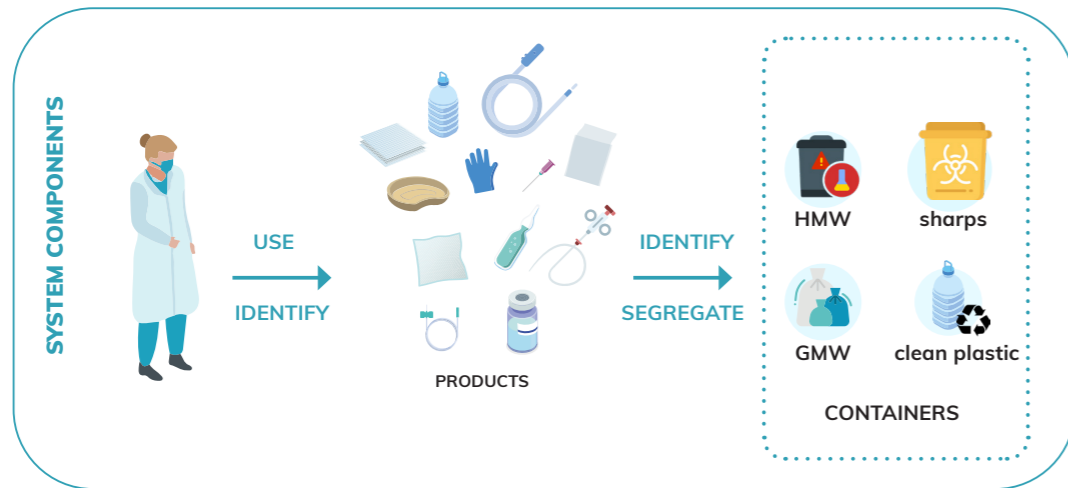 SYSTEM COMPONENTS
USE
IDENTIFY
PRODUCTS
IDENTIFY
SEGREGATE
HMW
sharps
GMW
clean plastic
CONTAINERS